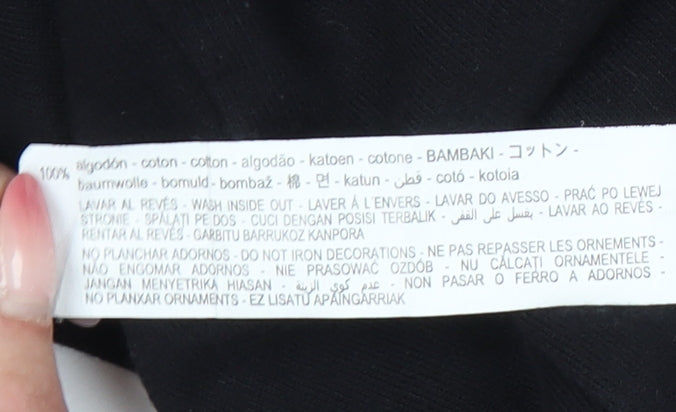 100% algodón - coton - cotton - algodão - katoen - cotone - BAMBAKI - コットン -
baumwolle - bomuld - bombaž - 棉 - 면 - katun - قطن - cotó - kotoia
LAVAR AL REVÉS - WASH INSIDE OUT - LAVER Á L'ENVERS - LAVAR DO AVESSO - PRAĆ PO LEWEJ
STRONIE - SPĂLAȚI PE DOS - CUCI DENGAN POSISI TERBALIK - يغسل على القفى - LAVAR AO REVÉS -
RENTAR AL REVÉS - GARBITU BARRUKOZ KANPORA
NO PLANCHAR ADORNOS - DO NOT IRON DECORATIONS - NE PAS REPASSER LES ORNEMENTS -
NÃO ENGOMAR ADORNOS - NIE PRASOWAĆ OZDÓB - NU CĂLCAȚI ORNAMENTELE -
JANGAN MENYETRIKA HIASAN - عدم كوي الزينة - NON PASAR O FERRO A ADORNOS -
NO PLANXAR ORNAMENTS - EZ LISATU APAINGARRIAK